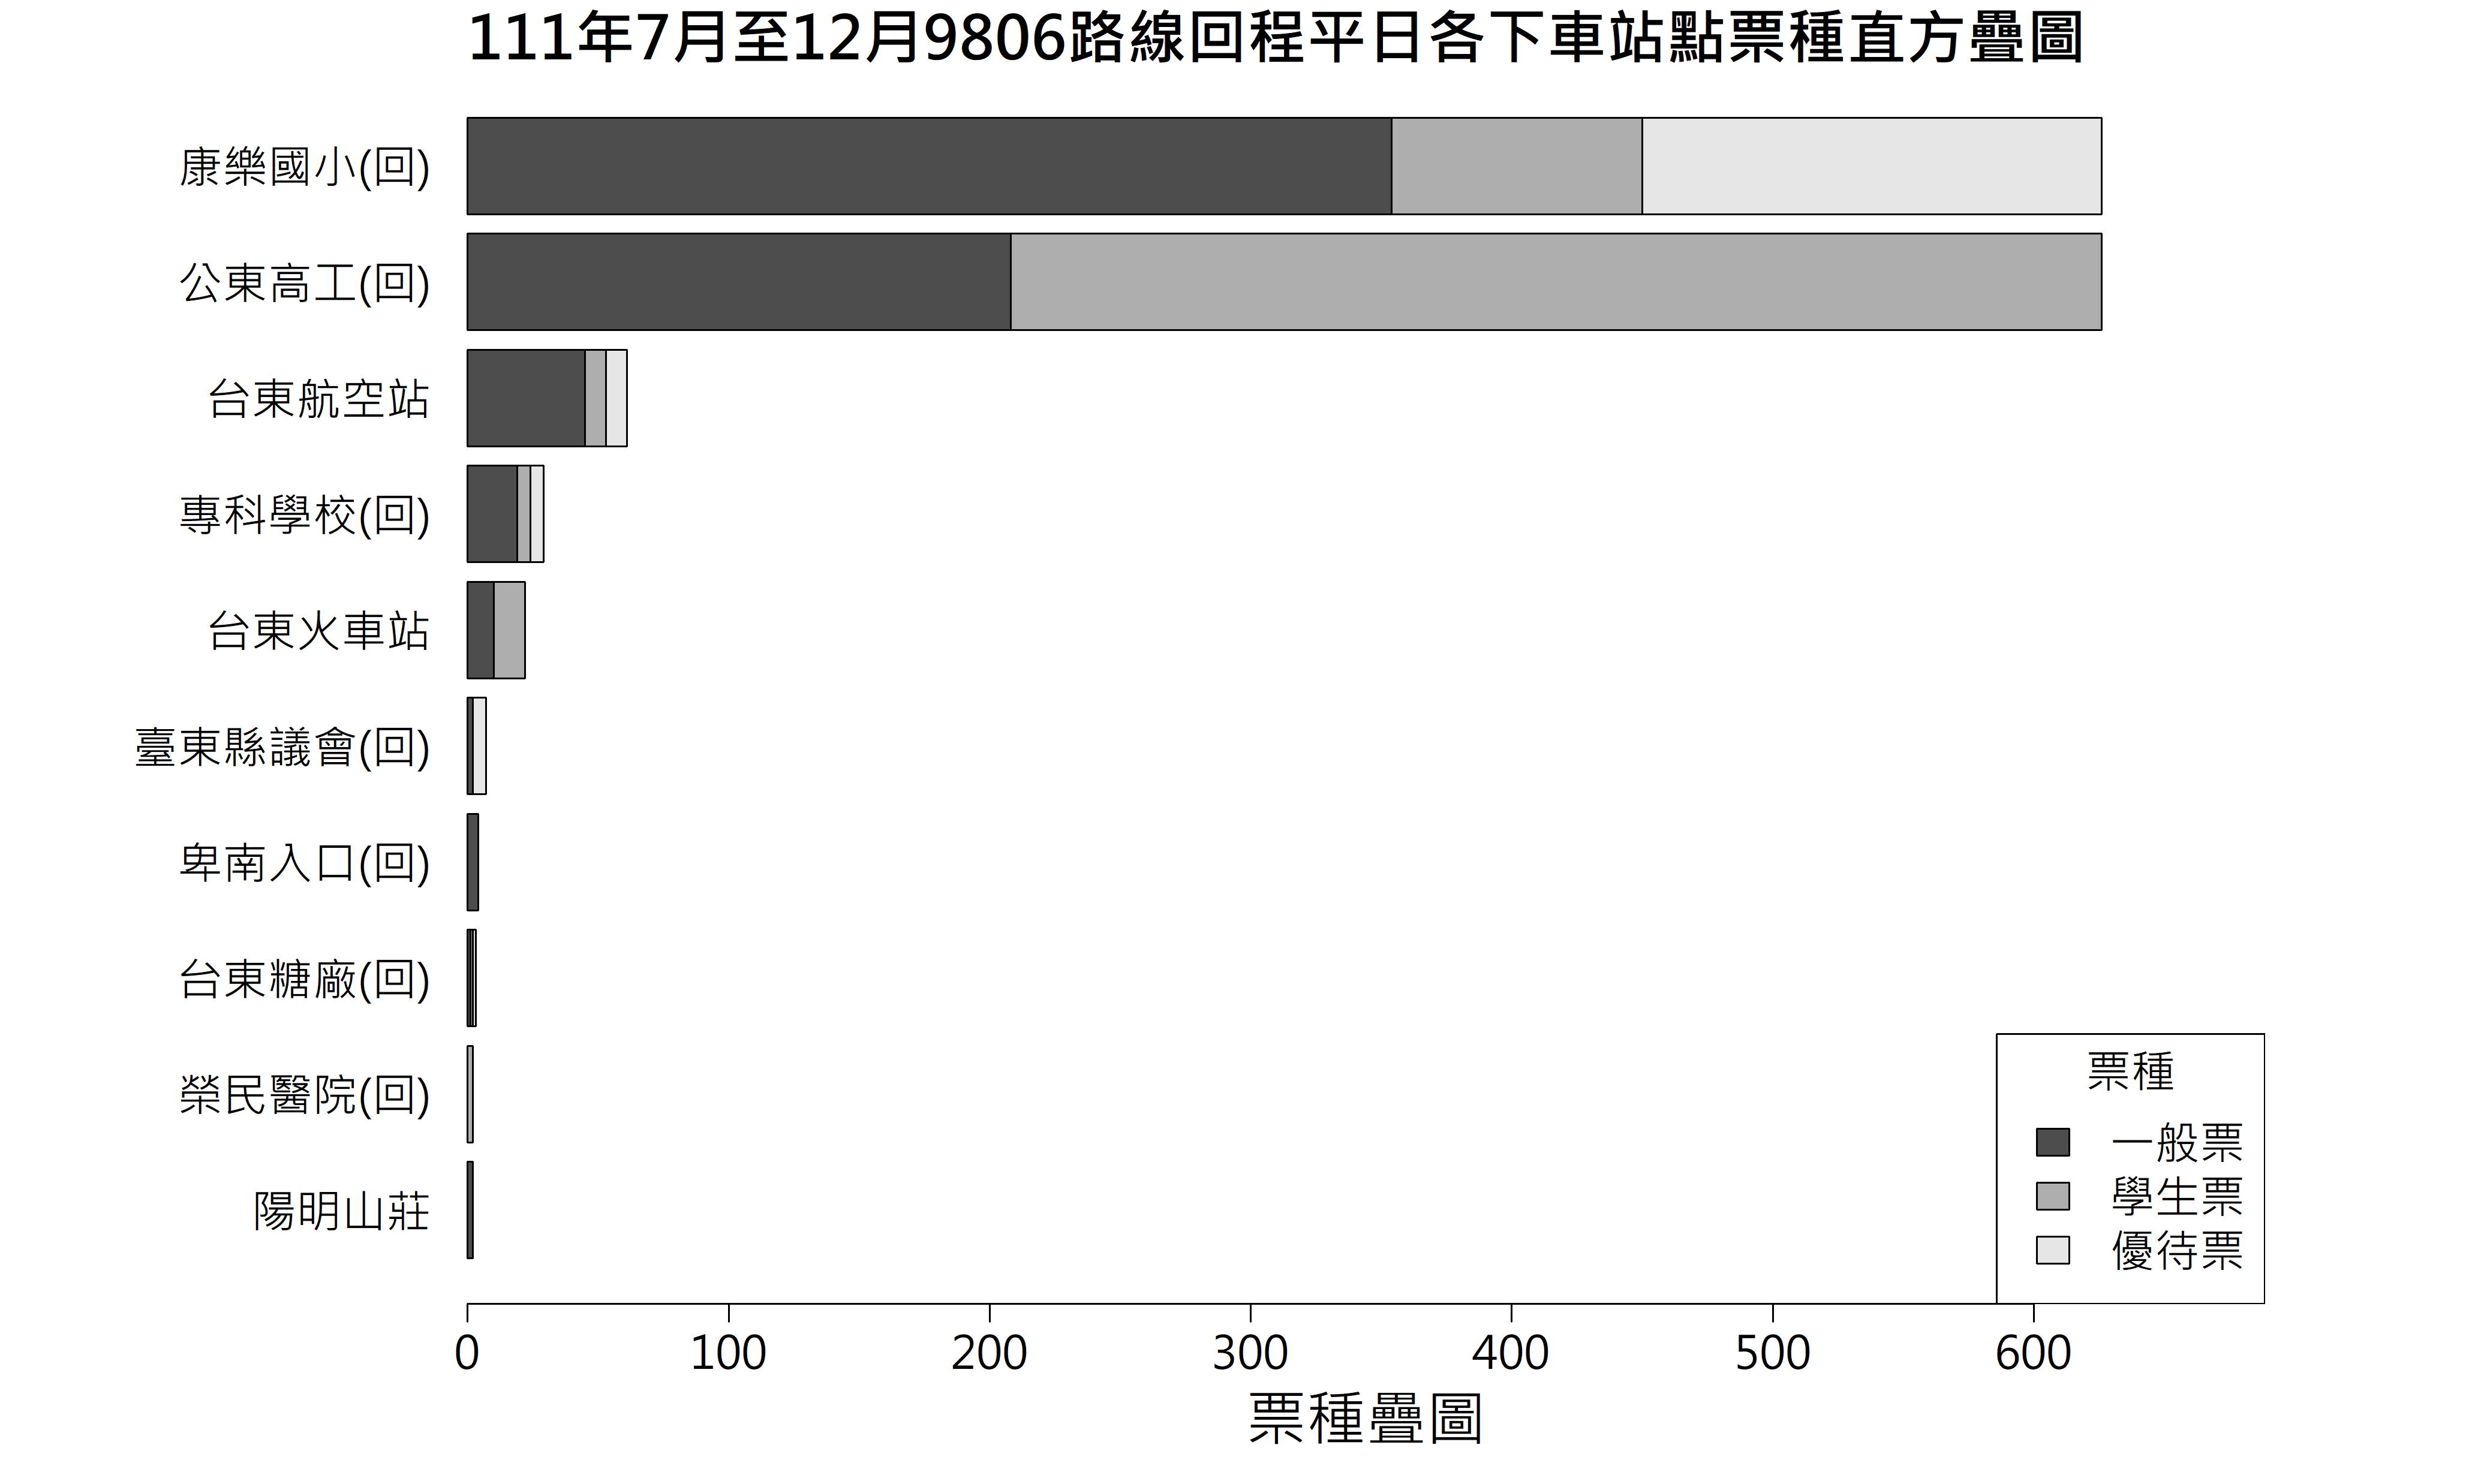 111年7月至12月9806路線回程平日各下車站點票種直方疊圖
康樂國小(回)
公東高工(回)
台東航空站
專科學校(回)
台東火車站
臺東縣議會(回)
卑南入口(回)
台東糖廠(回)
榮民醫院(回)
陽明山莊
票種
一般票
學生票
優待票
0 100 200 300 400 500 600
票種疊圖